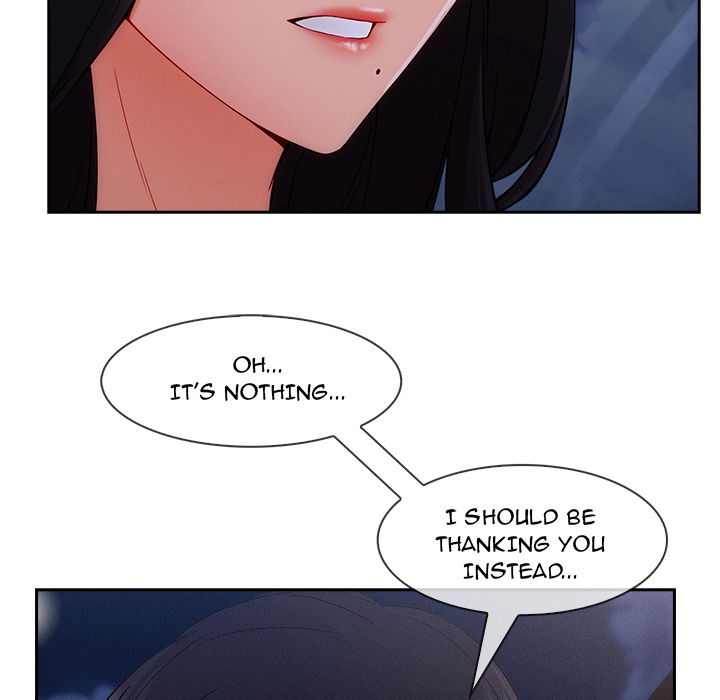 OH...
IT'S NOTHING...
I SHOULD BE
THANKING YOU
INSTEAD...